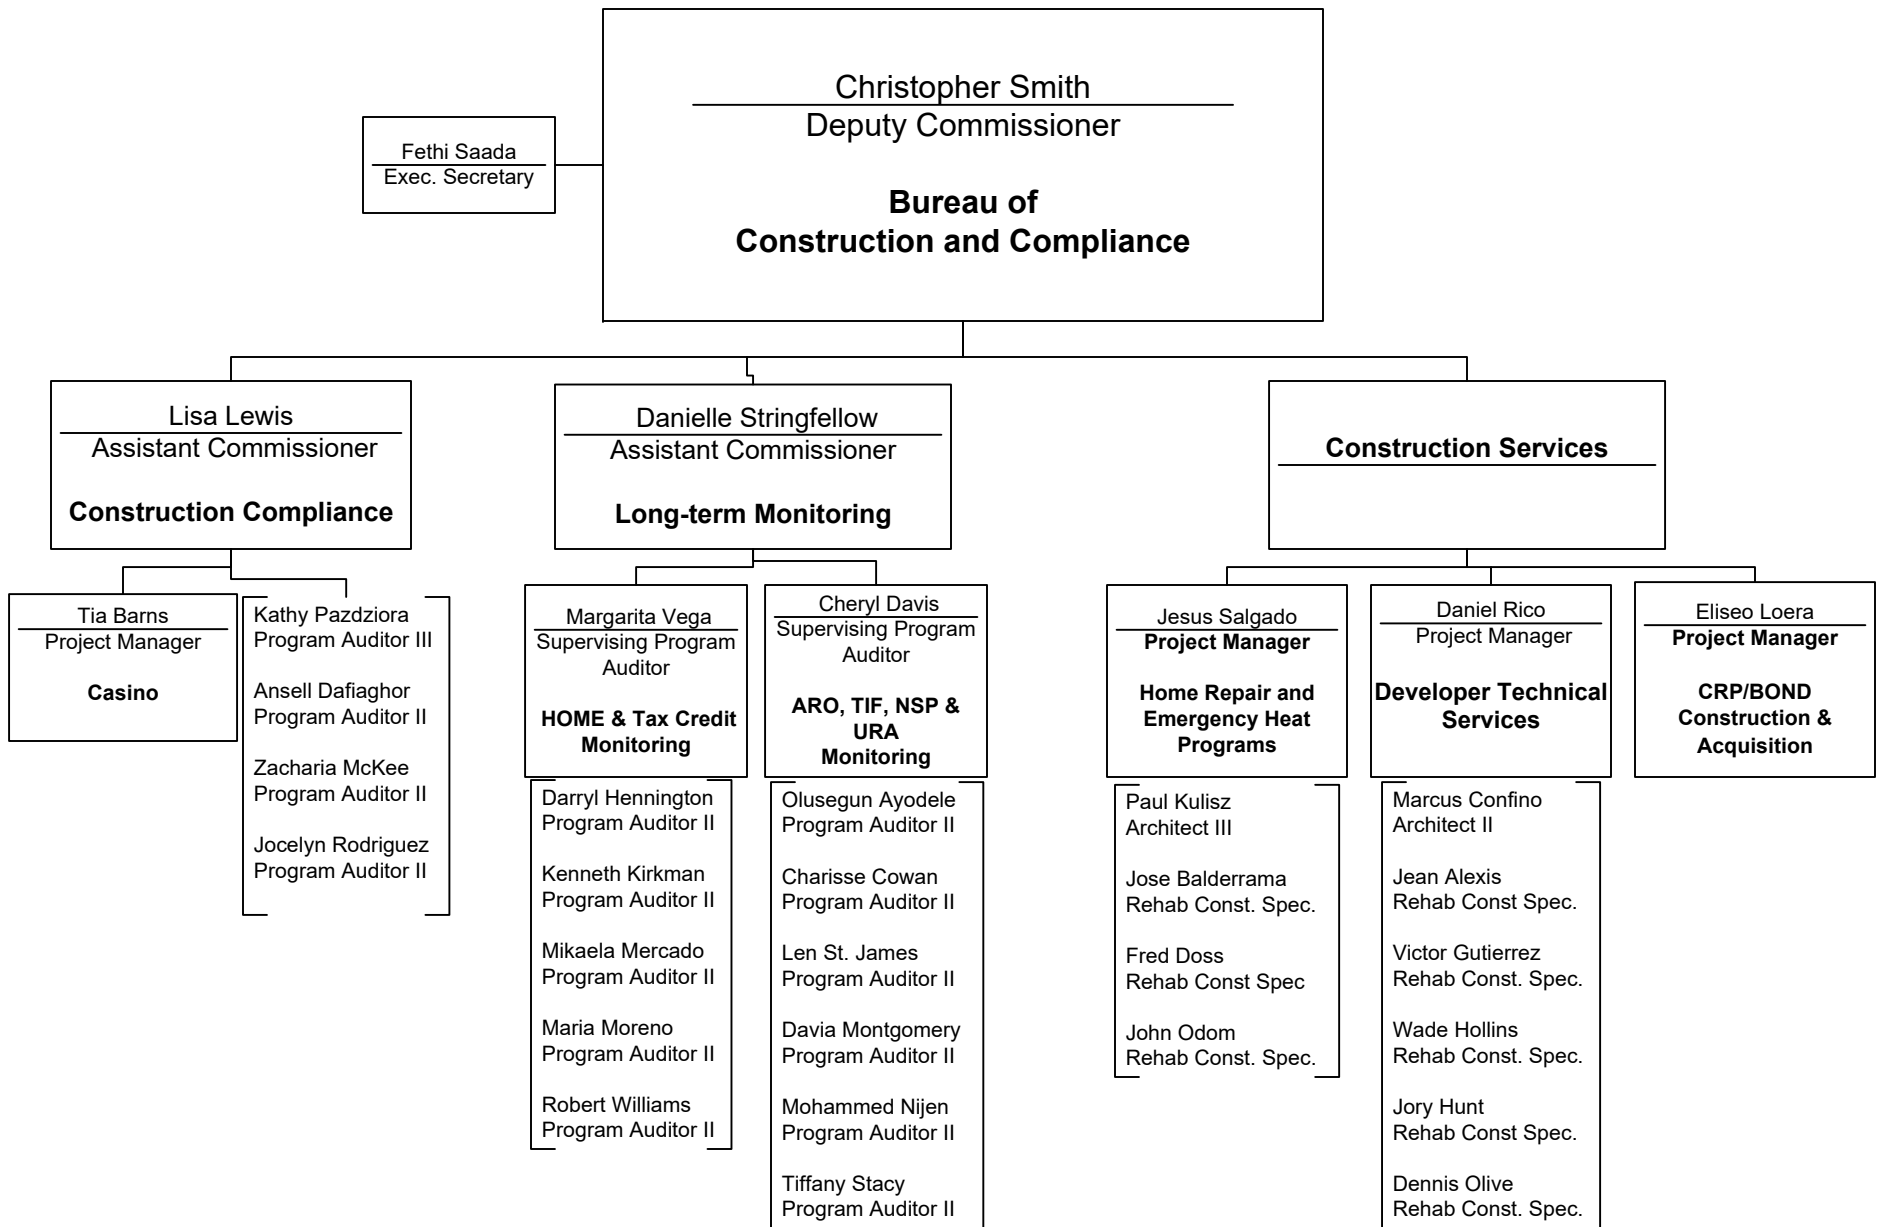 Christopher Smith
Deputy Commissioner
Bureau of
Construction and Compliance
Fethi Saada
Exec. Secretary
Lisa Lewis
Assistant Commissioner
Construction Compliance
Danielle Stringfellow
Assistant Commissioner
Long-term Monitoring
Construction Services
Tia Barns
Project Manager
Casino
Kathy Pazdziora
Program Auditor III
Ansell Dafiaghor
Program Auditor II
Zacharia McKee
Program Auditor II
Jocelyn Rodriguez
Program Auditor II
Margarita Vega
Supervising Program
Auditor
HOME & Tax Credit
Monitoring
Darryl Hennington
Program Auditor II
Kenneth Kirkman
Program Auditor II
Mikaela Mercado
Program Auditor II
Maria Moreno
Program Auditor II
Robert Williams
Program Auditor II
Cheryl Davis
Supervising Program
Auditor
ARO, TIF, NSP &
URA
Monitoring
Olusegun Ayodele
Program Auditor II
Charisse Cowan
Program Auditor II
Len St. James
Program Auditor II
Davia Montgomery
Program Auditor II
Mohammed Nijen
Program Auditor II
Tiffany Stacy
Program Auditor II
Jesus Salgado
Project Manager
Home Repair and
Emergency Heat
Programs
Paul Kulisz
Architect III
Jose Balderrama
Rehab Const. Spec.
Fred Doss
Rehab Const Spec
John Odom
Rehab Const. Spec.
Daniel Rico
Project Manager
Developer Technical
Services
Marcus Confino
Architect II
Jean Alexis
Rehab Const Spec.
Victor Gutierrez
Rehab Const. Spec.
Wade Hollins
Rehab Const. Spec.
Jory Hunt
Rehab Const Spec.
Dennis Olive
Rehab Const. Spec.
Eliseo Loera
Project Manager
CRP/BOND
Construction &
Acquisition